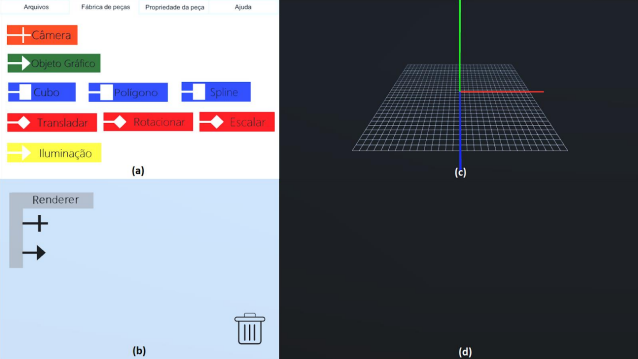 Arquivos Fábrica de peças Propriedade da peça Ajuda
Câmera
Objeto Gráfico
Cubo Polígono Spline
Transladar Rotacionar Escalar
Iluminação
(a)
(c)
Renderer
(b)
(d)